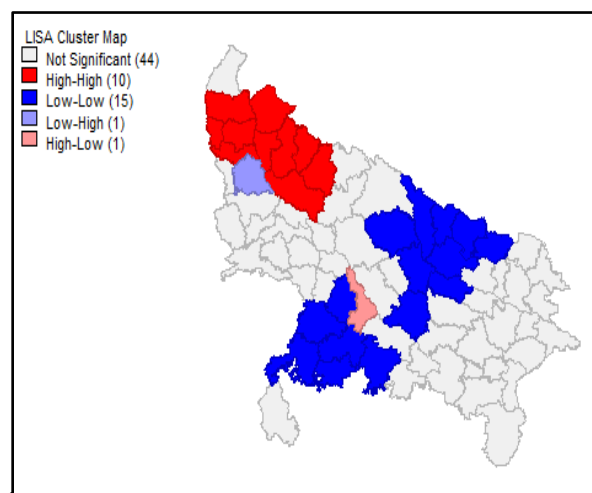 LISA Cluster Map
Not Significant (44)
High-High (10)
Low-Low (15)
Low-High (1)
High-Low (1)